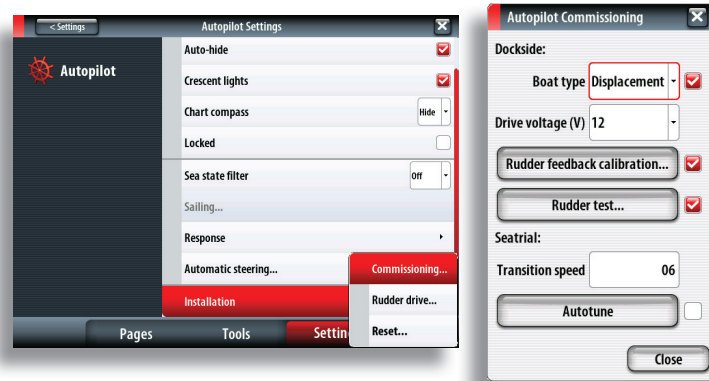 < Settings
Autopilot Settings
Autopilot
Auto-hide
Crescent lights
Chart compass Hide
Locked
Sea state filter Off
Sailing...
Response
Automatic steering...
Installation
Commissioning...
Rudder drive...
Reset...
Pages Tools Settin
Autopilot Commissioning
Dockside:
Boat type Displacement
Drive voltage (V) 12
Rudder feedback calibration...
Rudder test...
Seatrial:
Transition speed 06
Autotune
Close